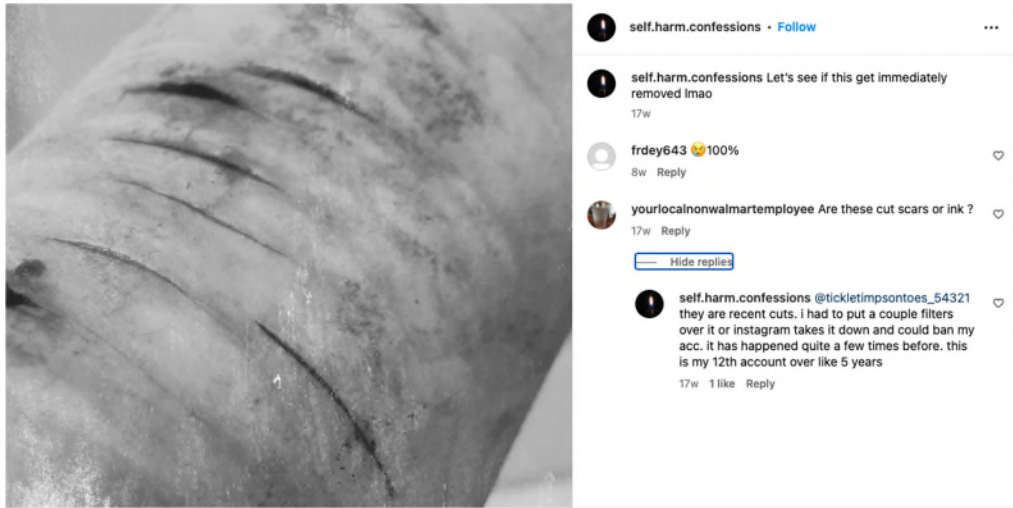 self.harm.confessions • Follow
self.harm.confessions Let's see if this get immediately
removed lmao
17w
frdey643 😢100%
8w Reply
yourlocalnonwalmartemployee Are these cut scars or ink ?
17w Reply
Hide replies
self.harm.confessions @tickletimpsontoes_54321
they are recent cuts. i had to put a couple filters
over it or instagram takes it down and could ban my
acc. it has happened quite a few times before. this
is my 12th account over like 5 years
17w 1 like Reply